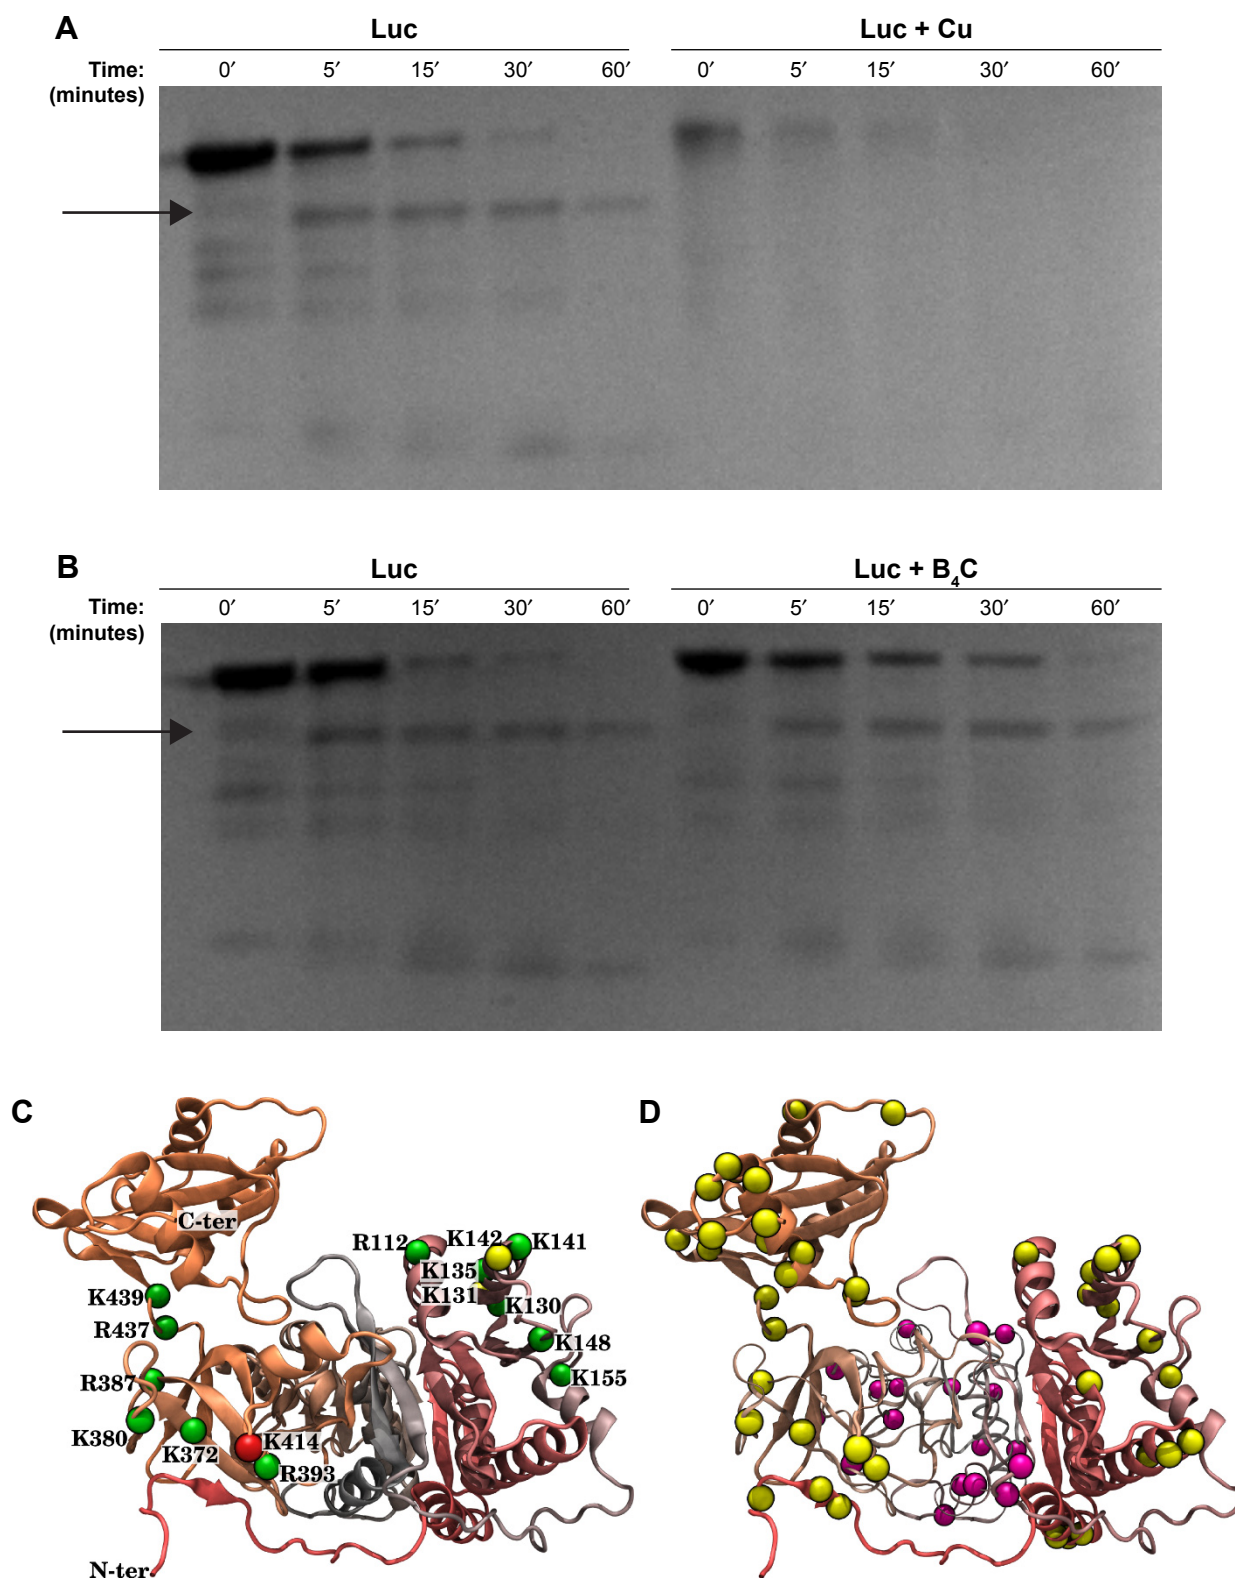 A
Luc
Luc + Cu
Time:
(minutes)
0′ 5′ 15′ 30′ 60′ 0′ 5′ 15′ 30′ 60′
B
Luc
Luc + B₄C
Time:
(minutes)
0′ 5′ 15′ 30′ 60′ 0′ 5′ 15′ 30′ 60′
C
D
C-ter
R112
K142
K141
K135
K131
K130
K439
R437
K148
K155
R387
K380
K372
K414
R393
N-ter